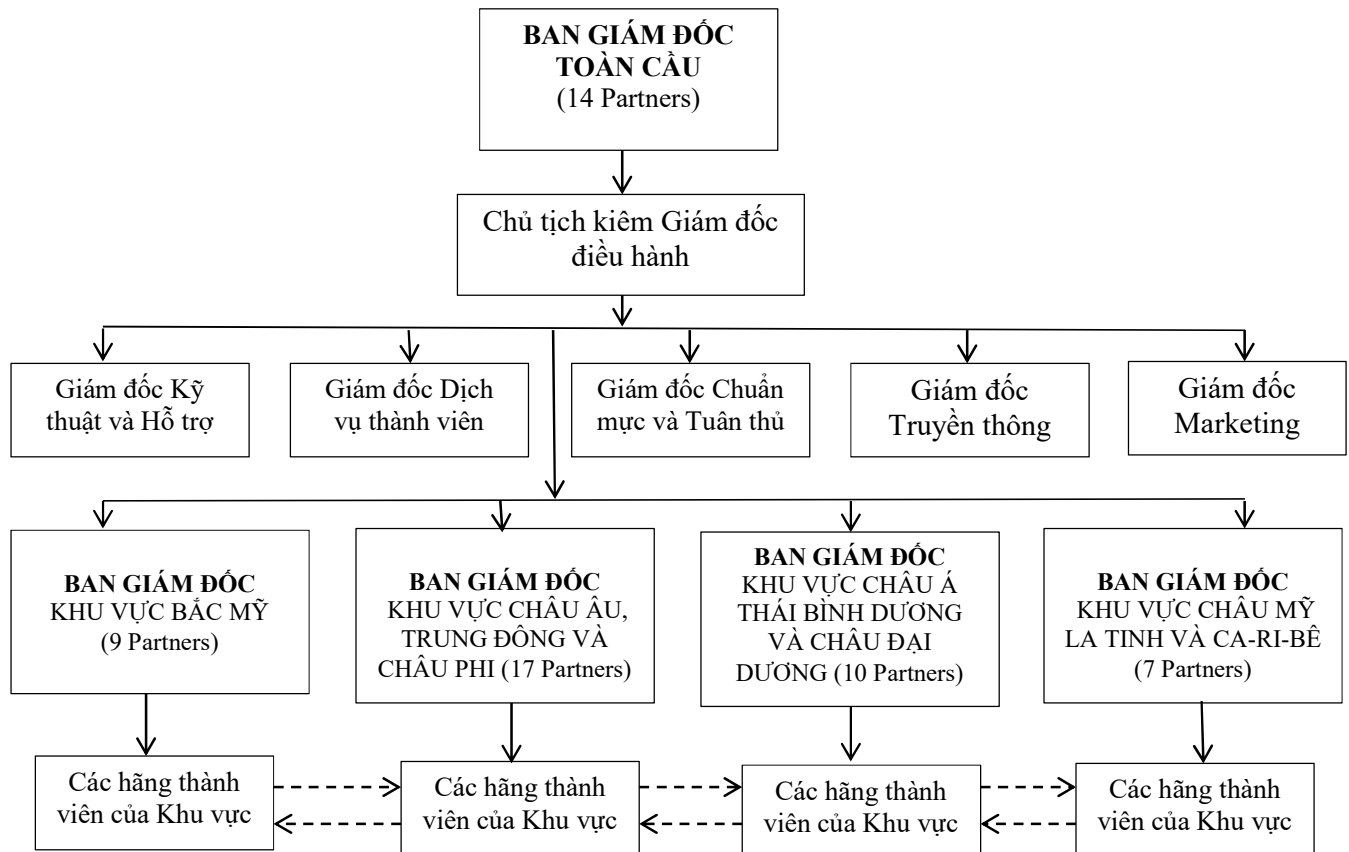 BAN GIÁM ĐỐC
TOÀN CẦU
(14 Partners)
Chủ tịch kiêm Giám đốc
điều hành
Giám đốc Kỹ
thuật và Hỗ trợ
Giám đốc Dịch
vụ thành viên
Giám đốc Chuẩn
mực và Tuân thủ
Giám đốc
Truyền thông
Giám đốc
Marketing
BAN GIÁM ĐỐC
KHU VỰC BẮC MỸ
(9 Partners)
BAN GIÁM ĐỐC
KHU VỰC CHÂU ÂU,
TRUNG ĐÔNG VÀ
CHÂU PHI (17 Partners)
BAN GIÁM ĐỐC
KHU VỰC CHÂU Á
THÁI BÌNH DƯƠNG
VÀ CHÂU ĐẠI
DƯƠNG (10 Partners)
BAN GIÁM ĐỐC
KHU VỰC CHÂU MỸ
LA TINH VÀ CA-RI-BÊ
(7 Partners)
Các hãng thành
viên của Khu vực
Các hãng thành
viên của Khu vực
Các hãng thành
viên của Khu vực
Các hãng thành
viên của Khu vực